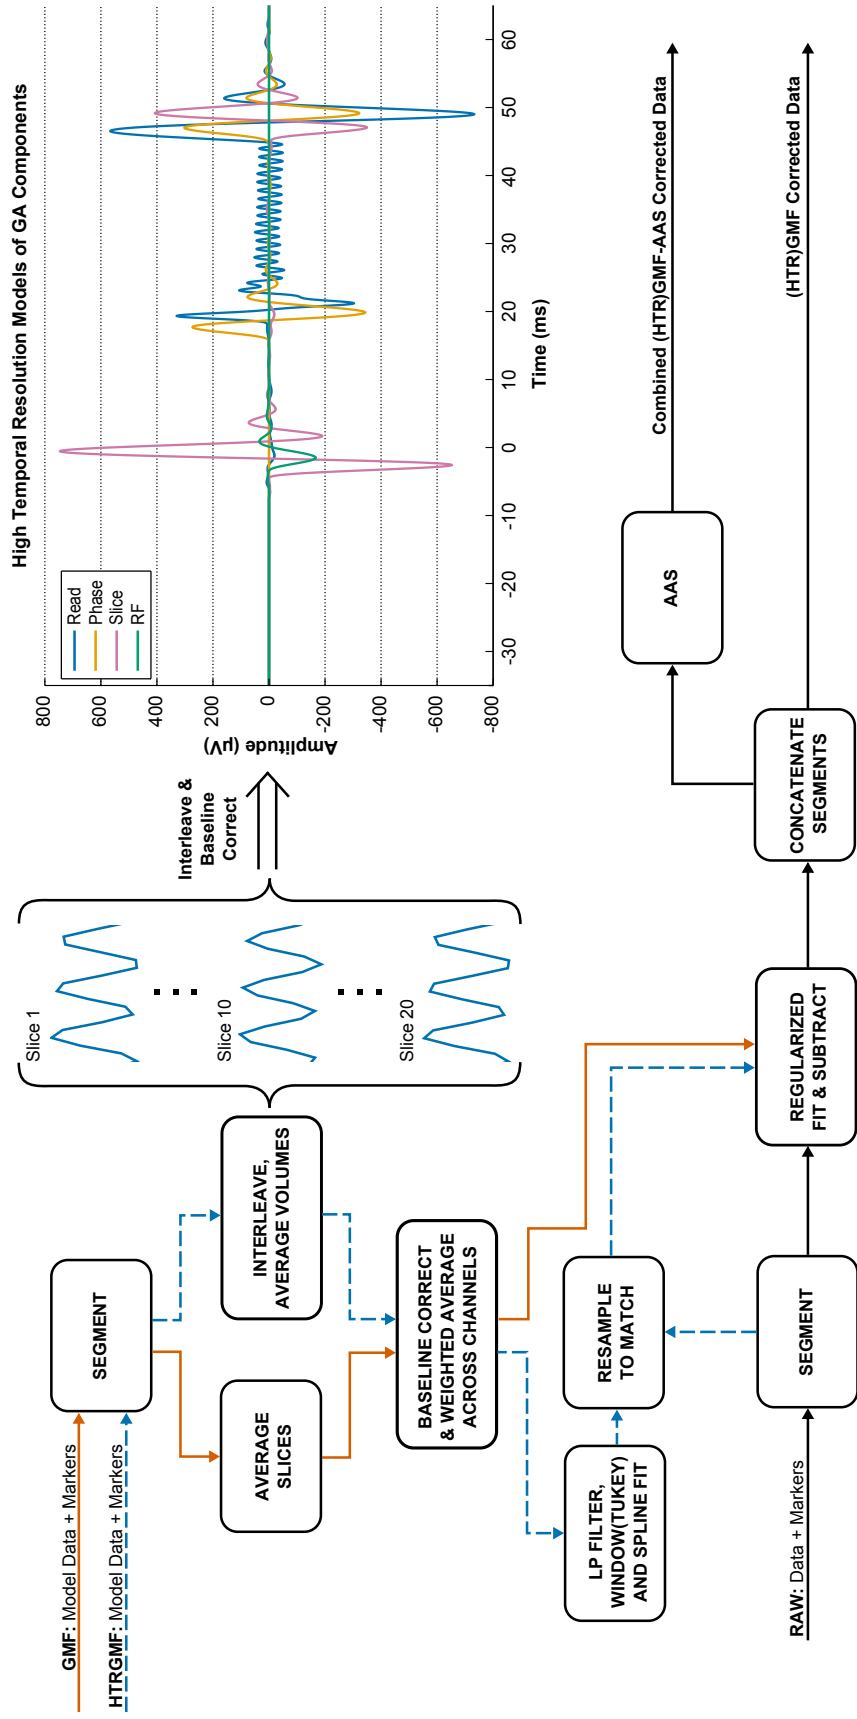 GMF: Model Data + Markers
HTRGMF: Model Data + Markers
SEGMENT
AVERAGE
SLICES
INTERLEAVE,
AVERAGE VOLUMES
BASELINE CORRECT
& WEIGHTED AVERAGE
ACROSS CHANNELS
LP FILTER,
WINDOW(TUKEY)
AND SPLINE FIT
RESAMPLE
TO MATCH
RAW: Data + Markers
SEGMENT
REGULARIZED
FIT & SUBTRACT
CONCATENATE
SEGMENTS
AAS
Combined (HTR)GMF-AAS Corrected Data
(HTR)GMF Corrected Data
Slice 1
Slice 10
Slice 20
Interleave &
Baseline
Correct
High Temporal Resolution Models of GA Components
Read
Phase
Slice
RF
Amplitude (μV)
800
600
400
200
0
-200
-400
-600
-800
-30
-20
-10
0
10
20
30
40
50
60
Time (ms)